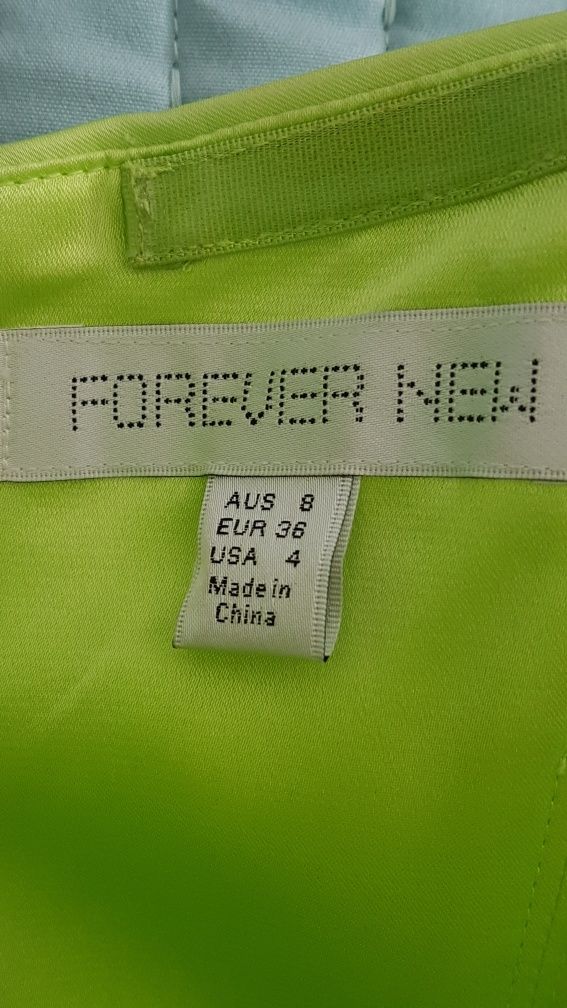 FOREVER NEW
AUS 8
EUR 36
USA 4
Made in
China